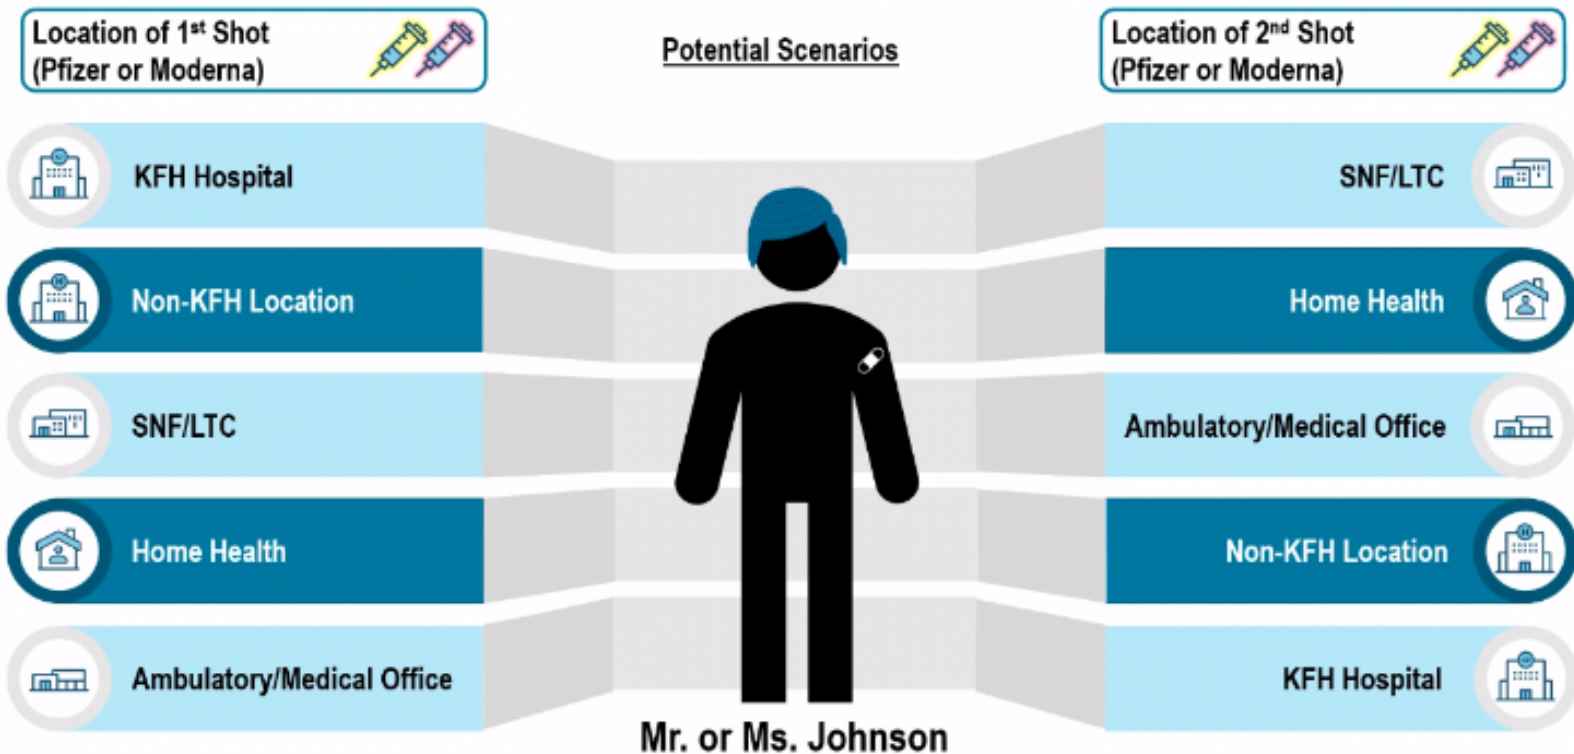 Location of 1st Shot
(Pfizer or Moderna)
Potential Scenarios
Location of 2nd Shot
(Pfizer or Moderna)
KFH Hospital
SNF/LTC
Non-KFH Location
Home Health
SNF/LTC
Ambulatory/Medical Office
Home Health
Non-KFH Location
Ambulatory/Medical Office
KFH Hospital
Mr. or Ms. Johnson